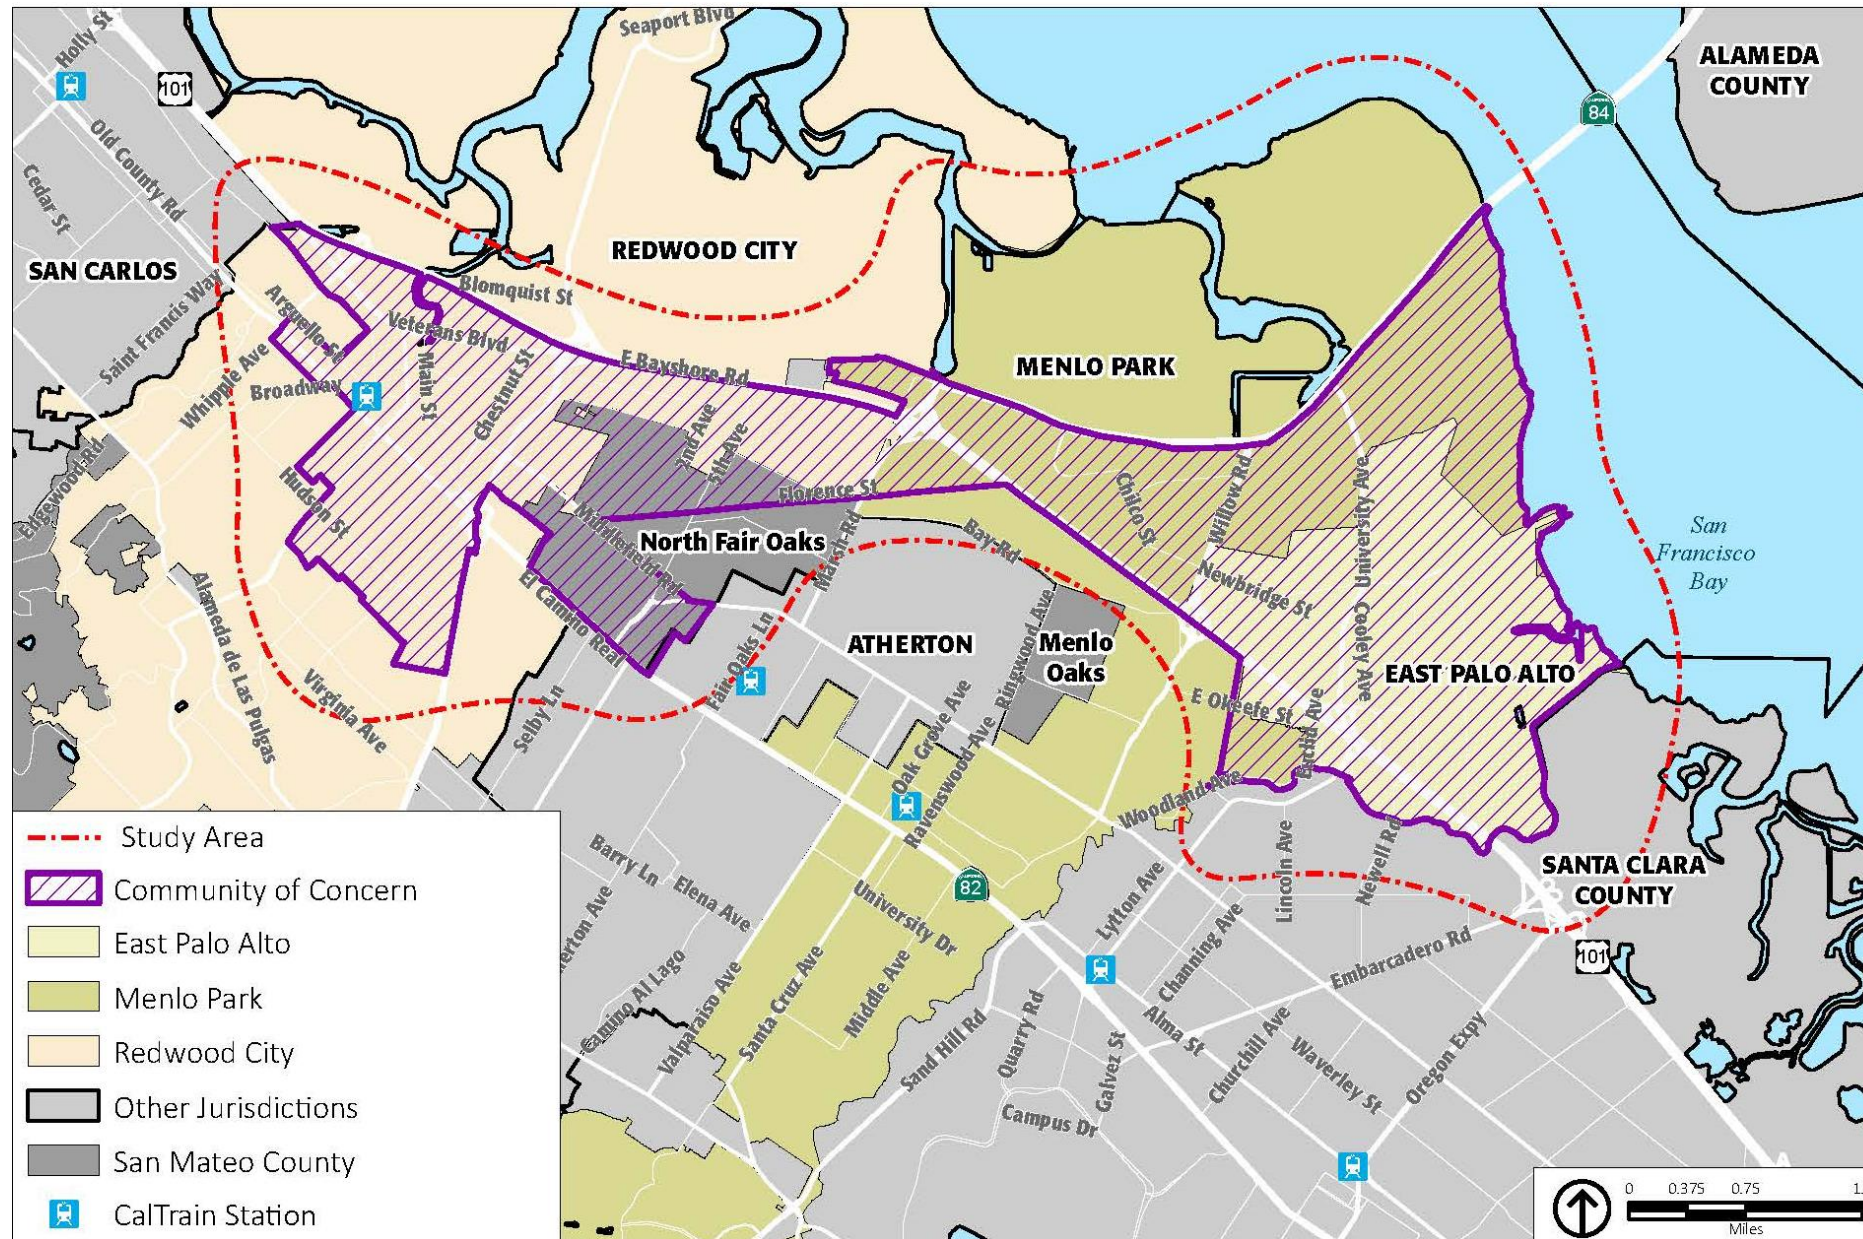 Seaport Blvd
Holly St
101
ALAMEDA
COUNTY
84
Old County Rd
Cedar St
SAN CARLOS
REDWOOD CITY
Saint Francis Way
Blomquist St
Arguello St
Veterans Blvd
Main St
Chestnut St
E Bayshore Rd
MENLO PARK
Whipple Ave
Broadway
2nd Ave
5th Ave
Florence St
Edgewood Rd
Hudson St
Middlefield Rd
North Fair Oaks
Marsh Rd
Bay Rd
Chilco St
Willow Rd
University Ave
Cooley Ave
Newbridge St
San
Francisco
Bay
El Camino Real
Alameda de Las Pulgas
Virginia Ave
Selby Ln
Fair Oaks Ln
ATHERTON
Ringwood Ave
Menlo
Oaks
EAST PALO ALTO
E Okeefe St
Euclid Ave
Oak Grove Ave
Ravenswood Ave
Woodland Ave
Lincoln Ave
Newell Rd
SANTA CLARA
COUNTY
82
Barry Ln
Elena Ave
University Dr
Lytton Ave
Channing Ave
Embarcadero Rd
101
erton Ave
Camino Al Lago
Valparaiso Ave
Santa Cruz Ave
Middle Ave
Sand Hill Rd
Quarry Rd
Galvez St
Alma St
Churchill Ave
Waverley St
Oregon Expy
Campus Dr
Study Area
Community of Concern
East Palo Alto
Menlo Park
Redwood City
Other Jurisdictions
San Mateo County
CalTrain Station
0 0.375 0.75 1.
Miles